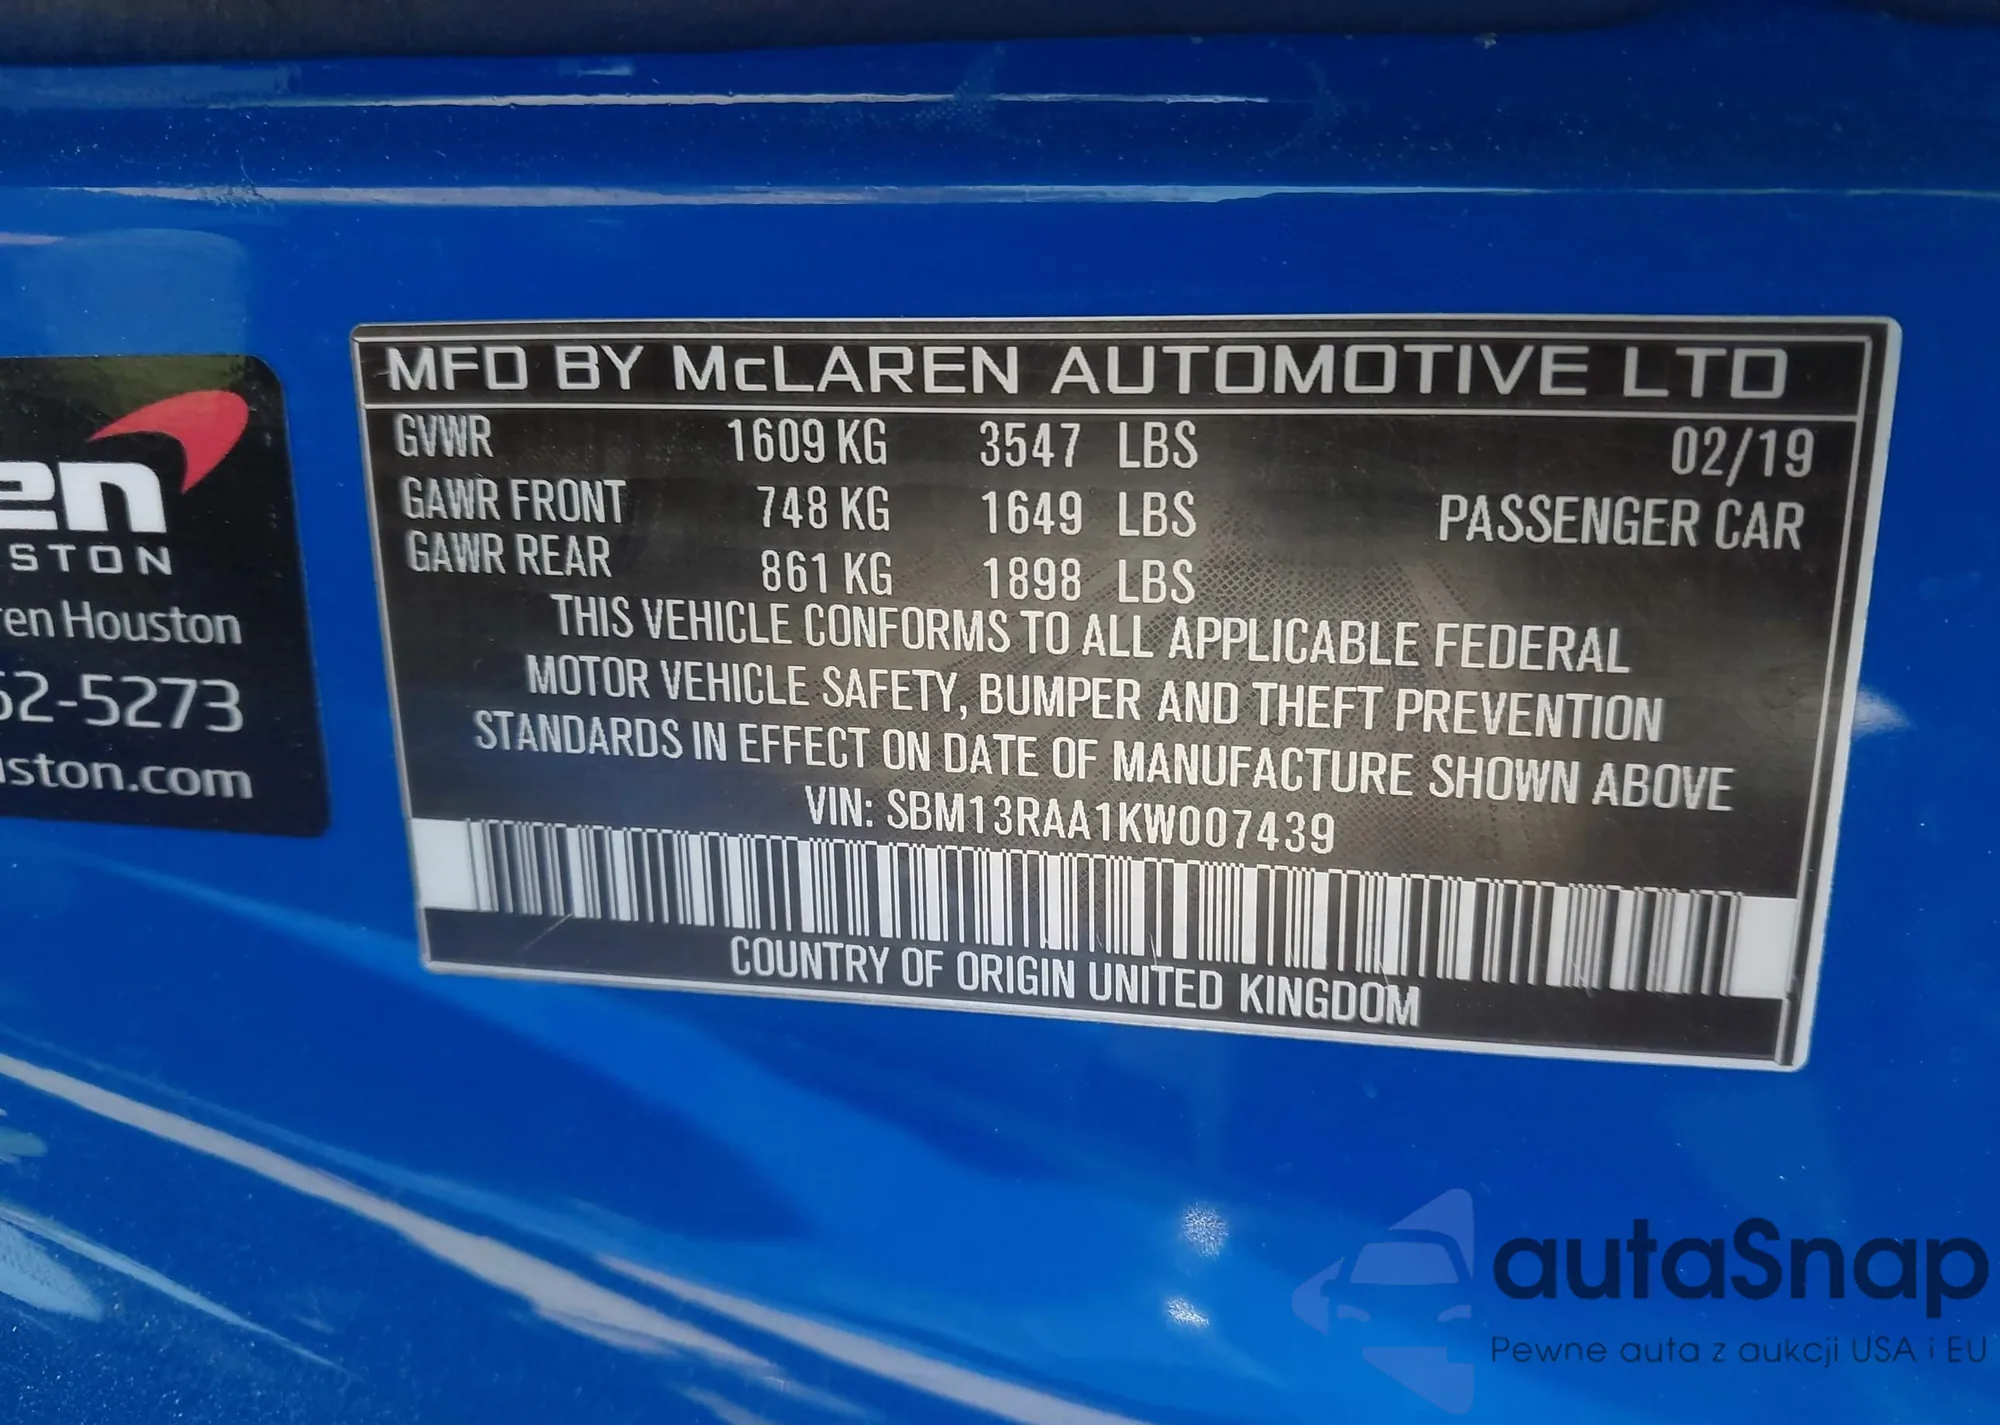 MFD BY McLAREN AUTOMOTIVE LTD
GVWR 1609 KG 3547 LBS 02/19
GAWR FRONT 748 KG 1649 LBS PASSENGER CAR
GAWR REAR 861 KG 1898 LBS
THIS VEHICLE CONFORMS TO ALL APPLICABLE FEDERAL
MOTOR VEHICLE SAFETY, BUMPER AND THEFT PREVENTION
STANDARDS IN EFFECT ON DATE OF MANUFACTURE SHOWN ABOVE
VIN: SBM13RAA1KW007439
COUNTRY OF ORIGIN UNITED KINGDOM
en
STON
en Houston
52-5273
ston.com
autaSnap
Pewne auta z aukcji USA i EU